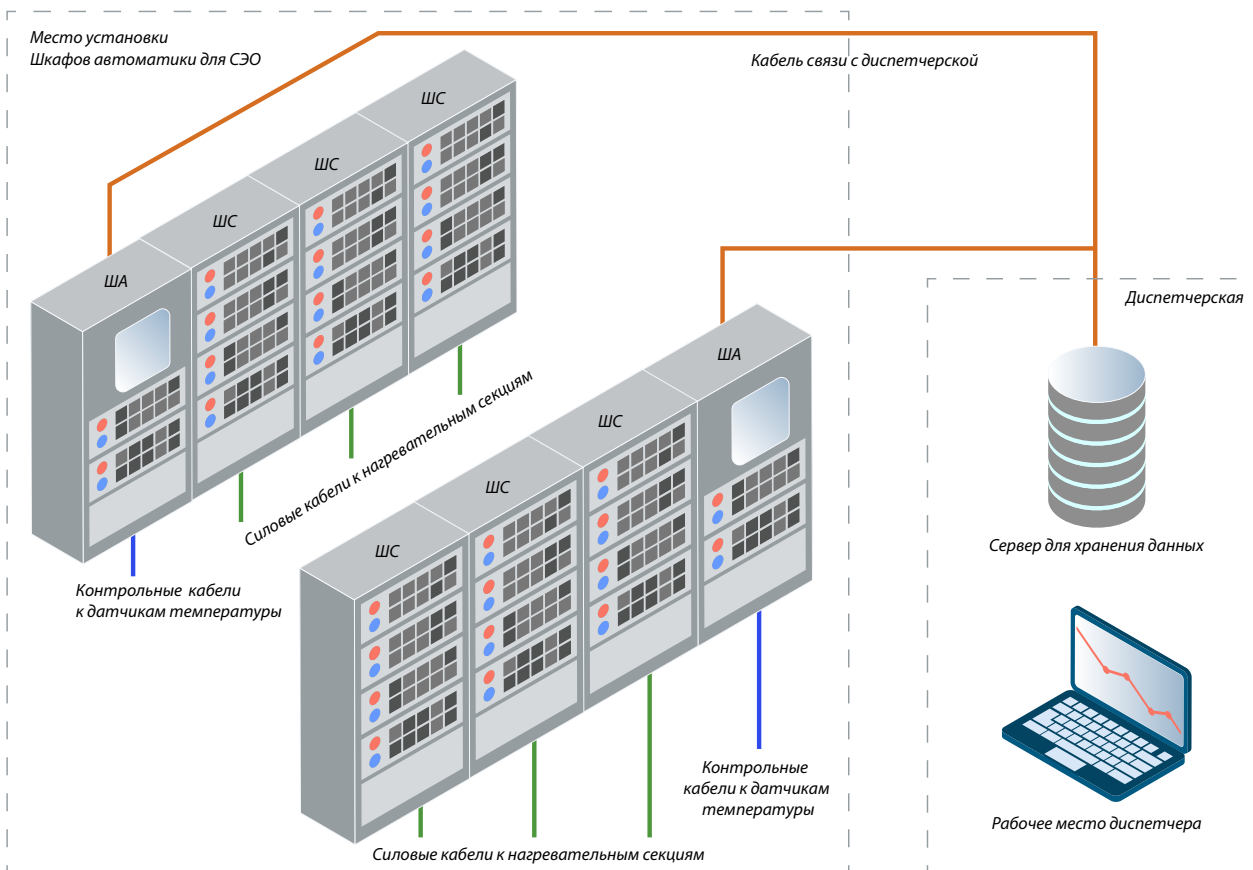 Место установки
Шкафов автоматики для СЭО
Кабель связи с диспетчерской
ШС
ШС
ШС
ША
Диспетчерская
ША
ШС
ШС
ШС
Силовые кабели к нагревательным секциям
Сервер для хранения данных
Контрольные кабели
к датчикам температуры
Контрольные
кабели к датчикам
температуры
Рабочее место диспетчера
Силовые кабели к нагревательным секциям